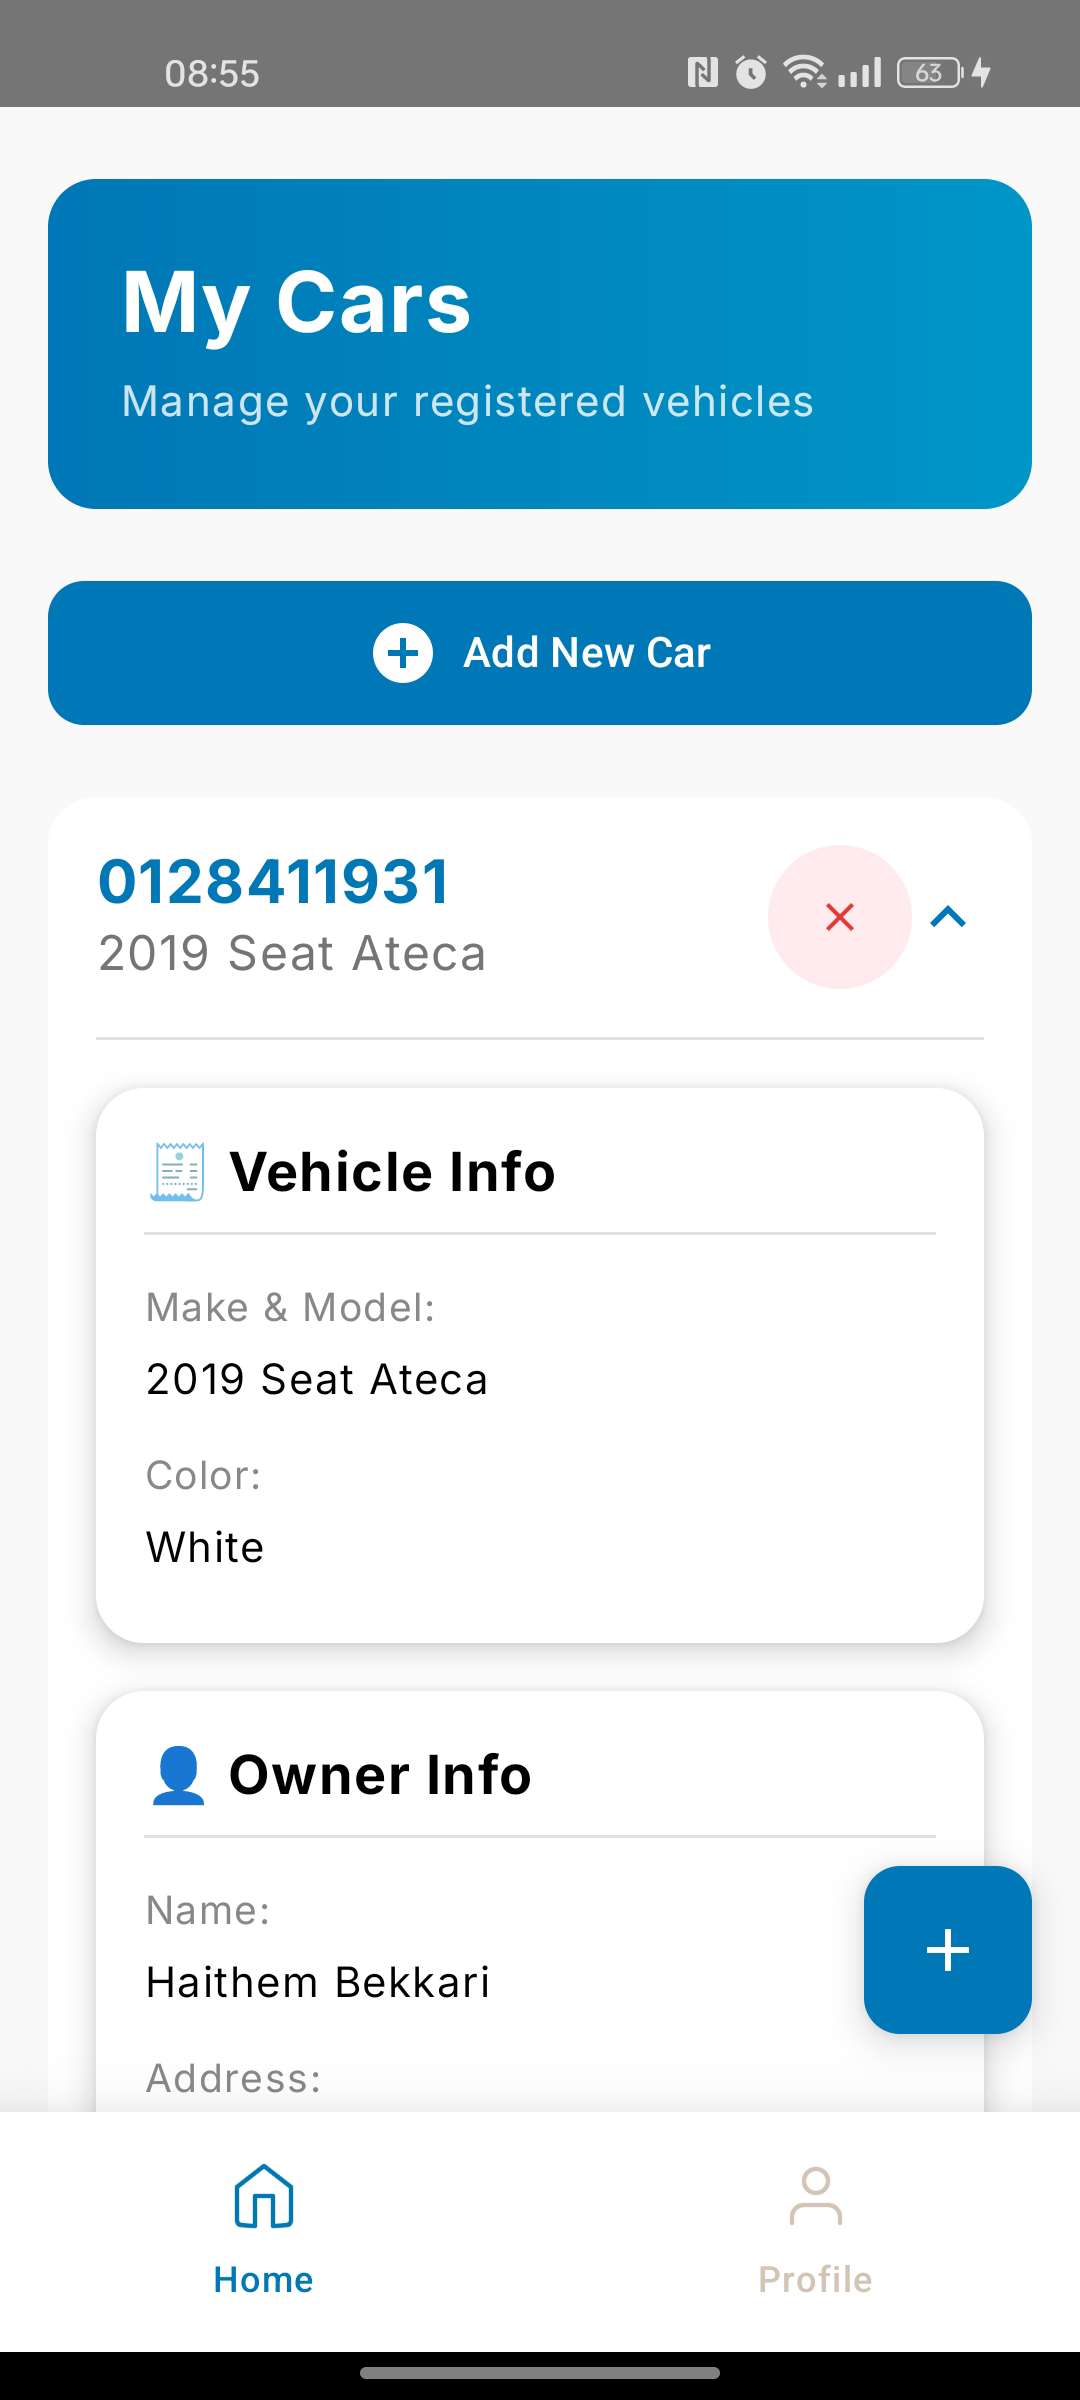 08:55
63
My Cars
Manage your registered vehicles
Add New Car
0128411931
2019 Seat Ateca
Vehicle Info
Make & Model:
2019 Seat Ateca
Color:
White
Owner Info
Name:
Haithem Bekkari
Address:
Home
Profile